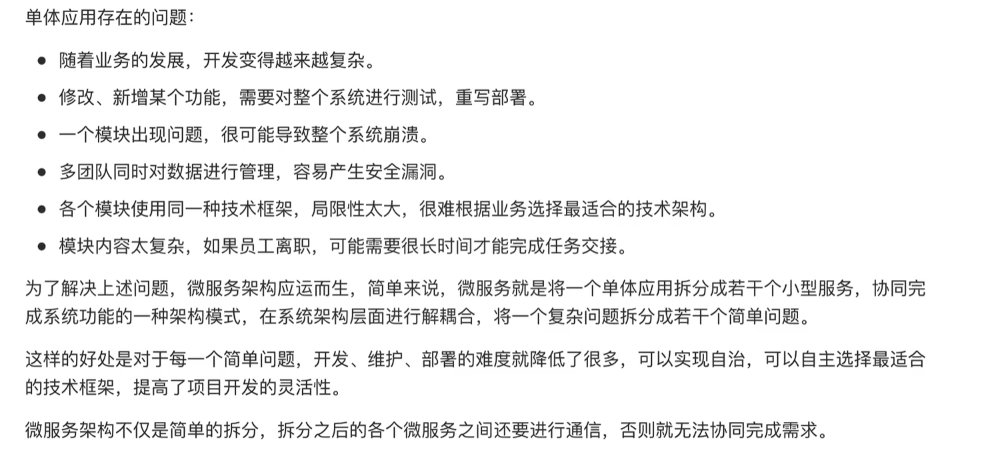 单体应用存在的问题：
● 随着业务的发展，开发变得越来越复杂。
● 修改、新增某个功能，需要对整个系统进行测试，重写部署。
● 一个模块出现问题，很可能导致整个系统崩溃。
● 多团队同时对数据进行管理，容易产生安全漏洞。
● 各个模块使用同一种技术框架，局限性太大，很难根据业务选择最适合的技术架构。
● 模块内容太复杂，如果员工离职，可能需要很长时间才能完成任务交接。
为了解决上述问题，微服务架构应运而生，简单来说，微服务就是将一个单体应用拆分成若干个小型服务，协同完
成系统功能的一种架构模式，在系统架构层面进行解耦合，将一个复杂问题拆分成若干个简单问题。
这样的好处是对于每一个简单问题，开发、维护、部署的难度就降低了很多，可以实现自治，可以自主选择最适合
的技术框架，提高了项目开发的灵活性。
微服务架构不仅是简单的拆分，拆分之后的各个微服务之间还要进行通信，否则就无法协同完成需求。